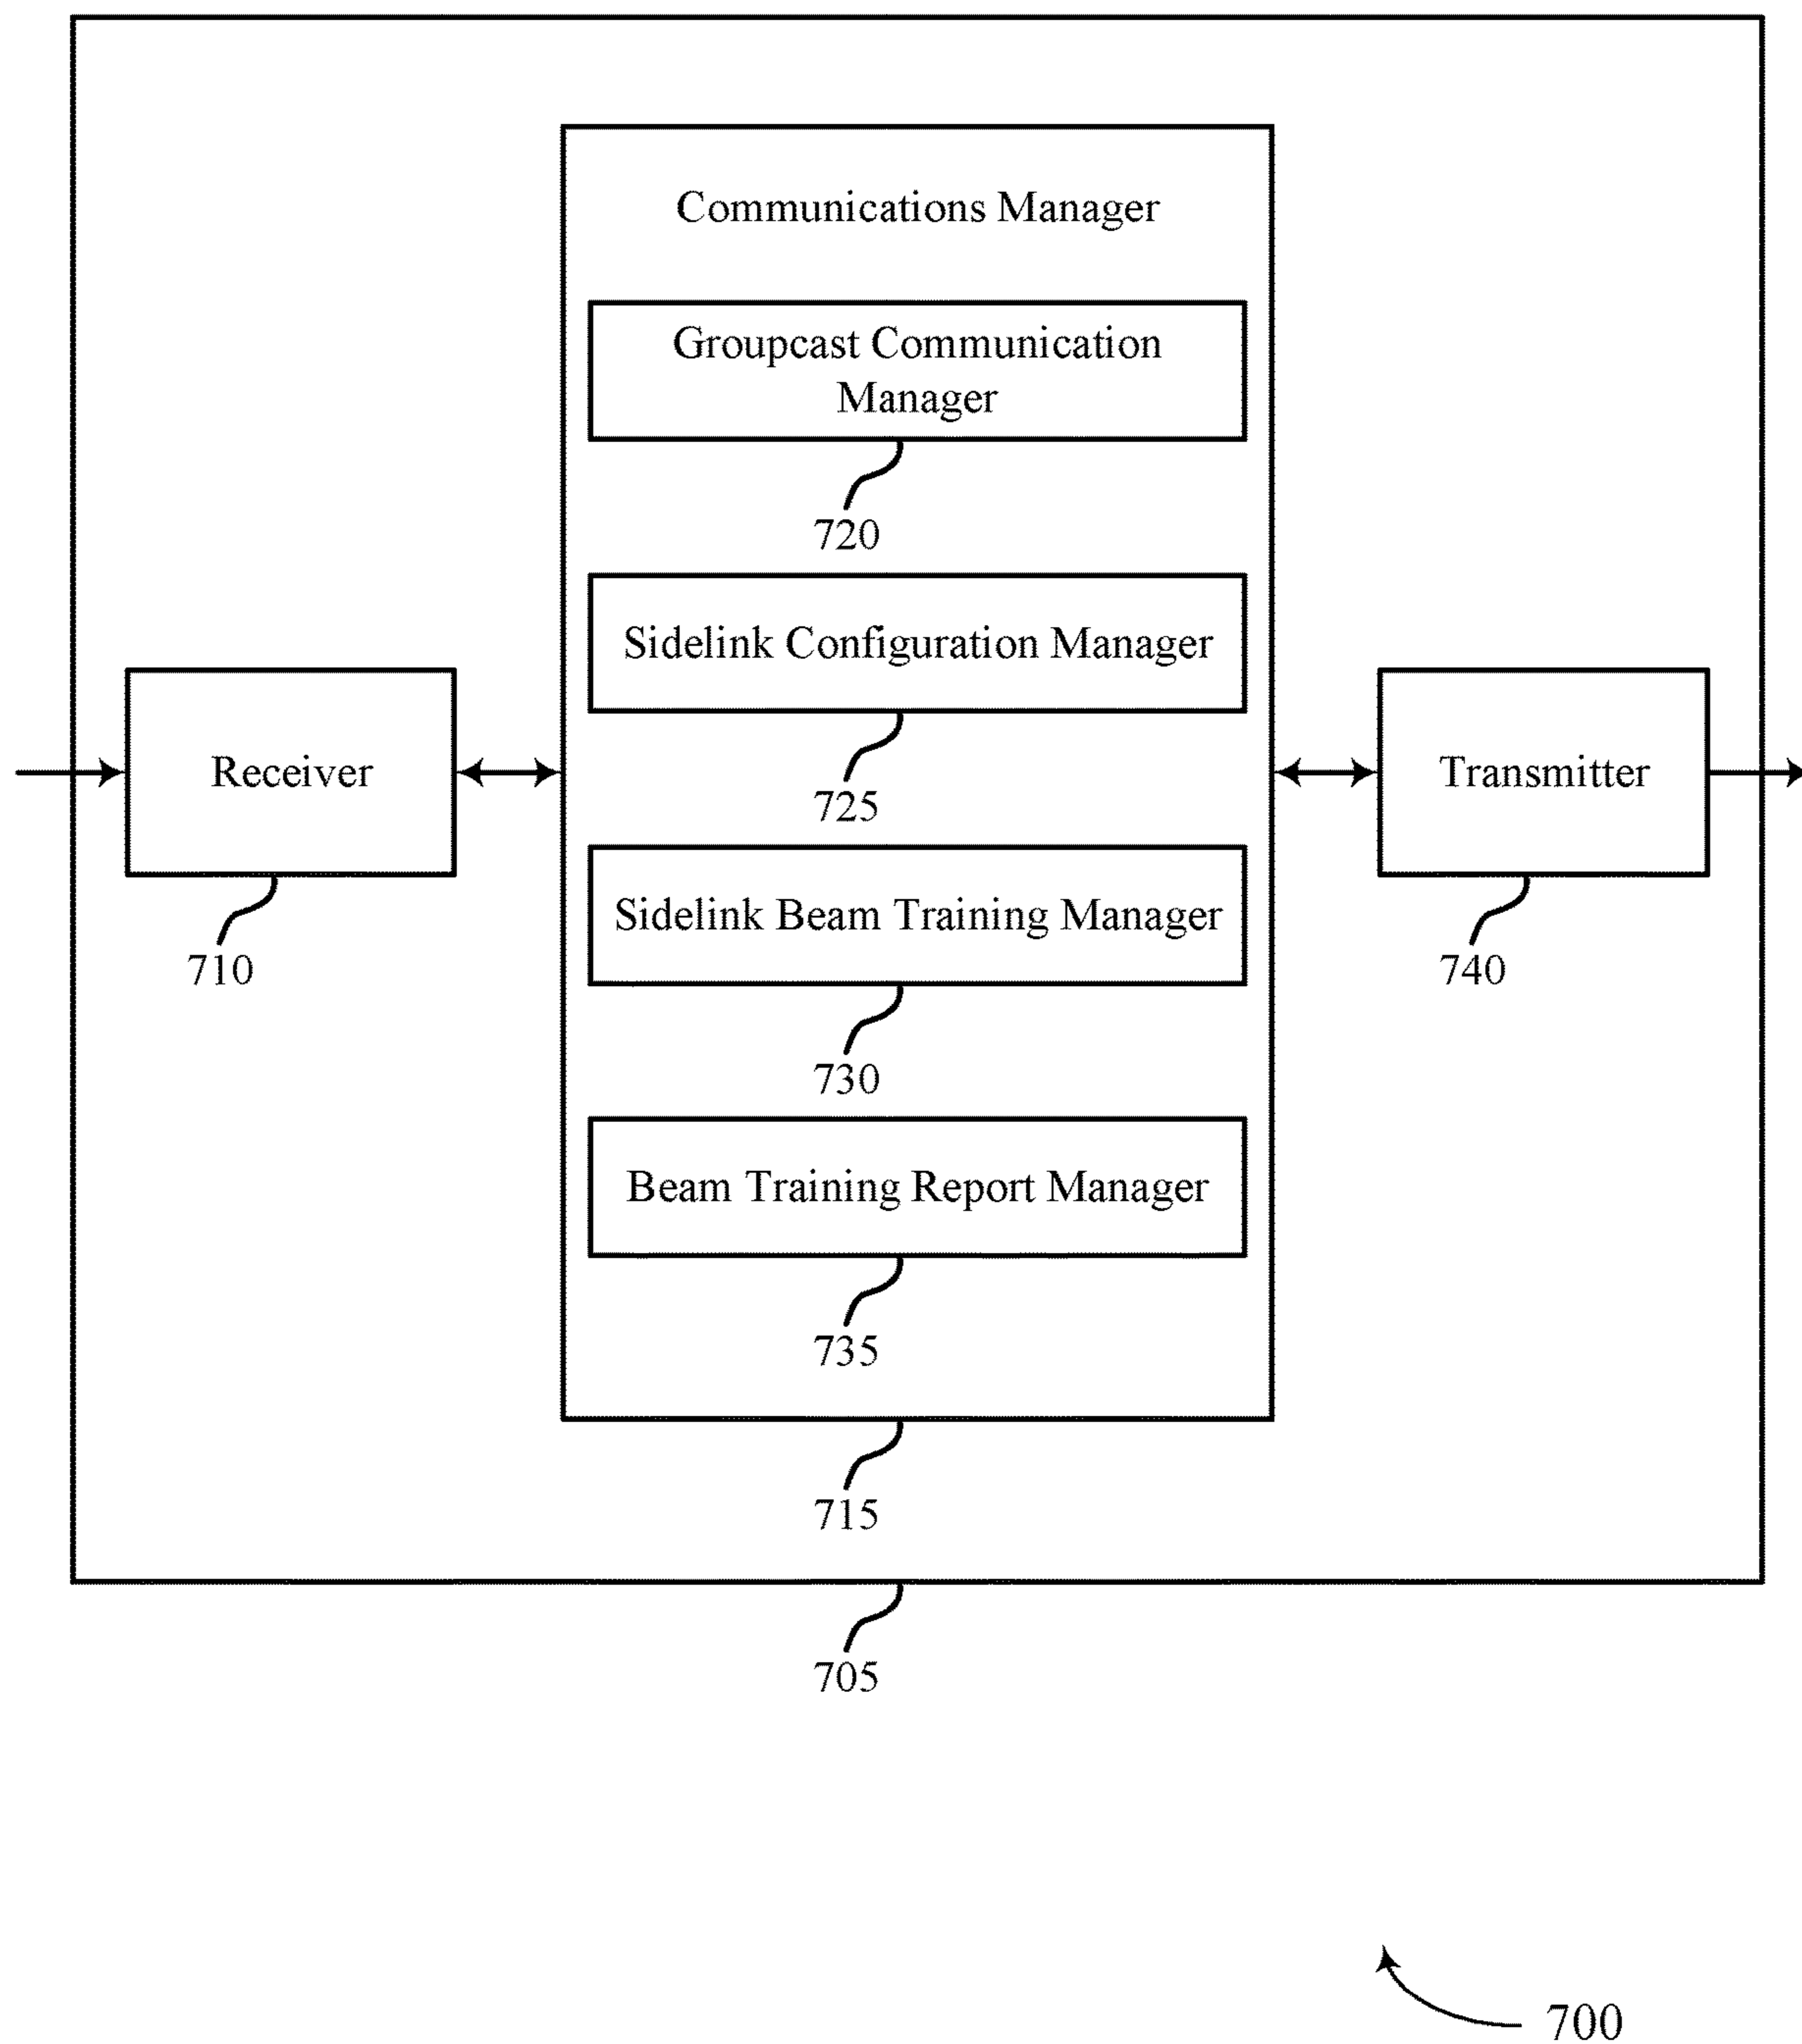 Communications Manager
Groupcast Communication
Manager
720
Sidelink Configuration Manager
725
Receiver
710
Transmitter
740
Sidelink Beam Training Manager
730
Beam Training Report Manager
735
715
705
700